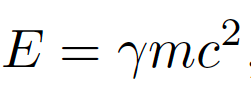 E = γmc²,